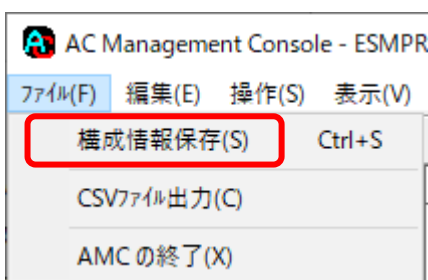 AC Management Console - ESMPR
ﾌｧｲﾙ(F) 編集(E) 操作(S) 表示(V)
構成情報保存(S) Ctrl+S
CSVﾌｧｲﾙ出力(C)
AMC の終了(X)